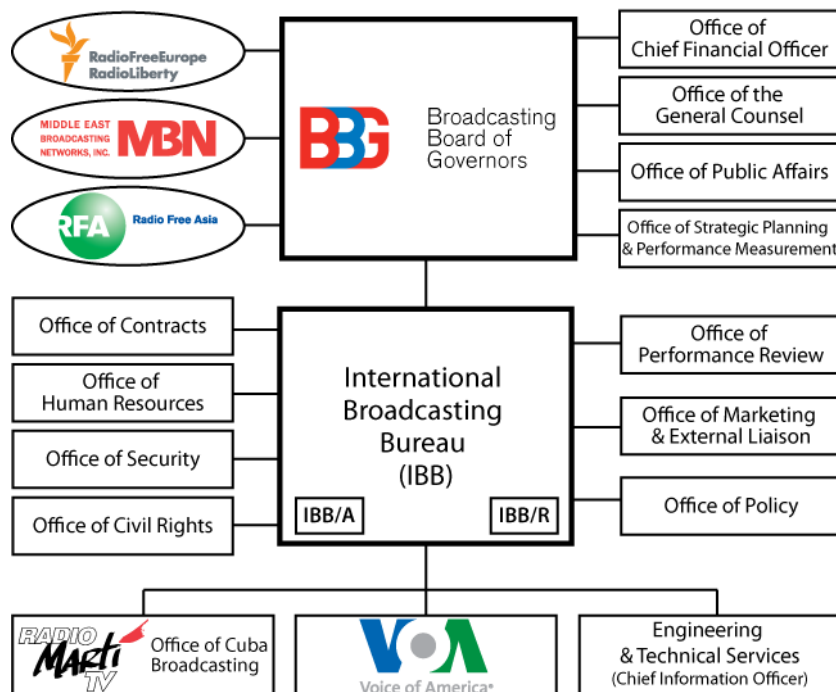 RadioFreeEurope
RadioLiberty
MIDDLE EAST
BROADCASTING
NETWORKS, INC.
MBN
RFA
Radio Free Asia
BBG
Broadcasting
Board of
Governors
Office of
Chief Financial Officer
Office of the
General Counsel
Office of Public Affairs
Office of Strategic Planning
& Performance Measurement
Office of Contracts
Office of
Human Resources
Office of Security
Office of Civil Rights
International
Broadcasting
Bureau
(IBB)
IBB/A
IBB/R
Office of
Performance Review
Office of Marketing
& External Liaison
Office of Policy
RADIO
MARTÍ
TV
Office of Cuba
Broadcasting
VOA
Voice of America
Engineering
& Technical Services
(Chief Information Officer)